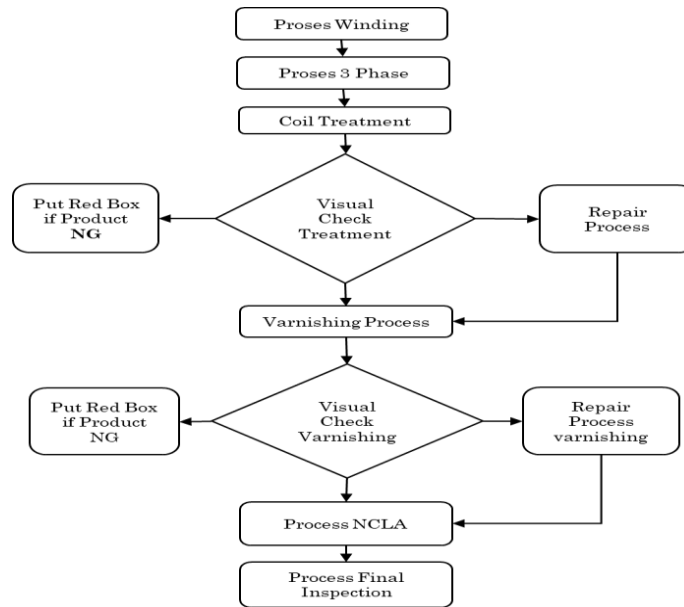 Proses Winding
Proses 3 Phase
Coil Treatment
Put Red Box
if Product
NG
Visual
Check
Treatment
Repair
Process
Varnishing Process
Put Red Box
if Product
NG
Visual
Check
Varnishing
Repair
Process
varnishing
Process NCLA
Process Final
Inspection